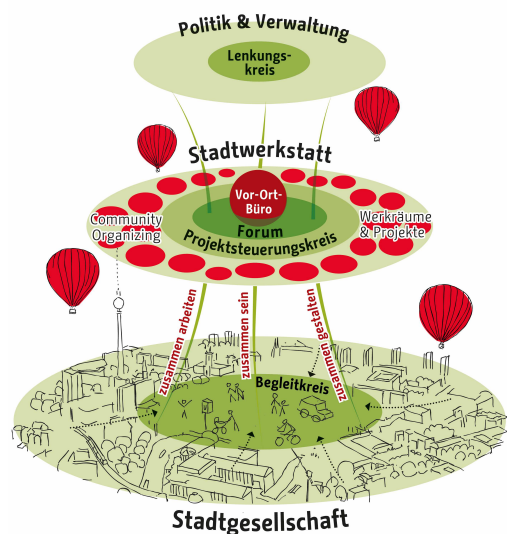 Politik & Verwaltung
Lenkungs-
kreis
Stadtwerkstatt
Vor-Ort-
Büro
Community
Organizing
Werkräume
& Projekte
Forum
Projektsteuerungskreis
zusammen arbeiten
zusammen sein
zusammen gestalten
Begleitkreis
Stadtgesellschaft